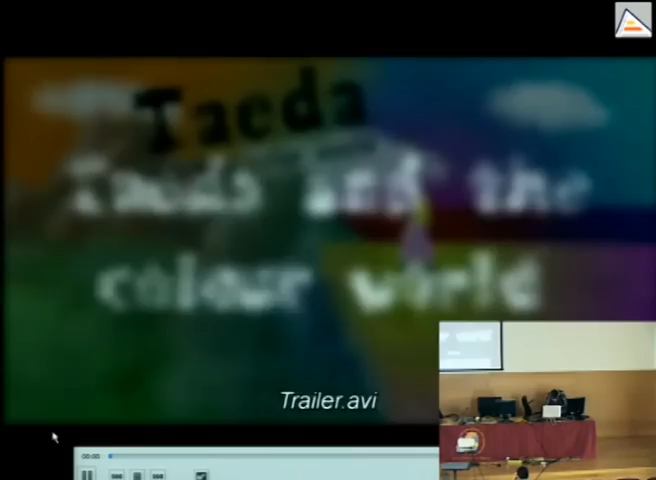 Taeda
Taeda and the
colour world
Trailer.avi
00:00